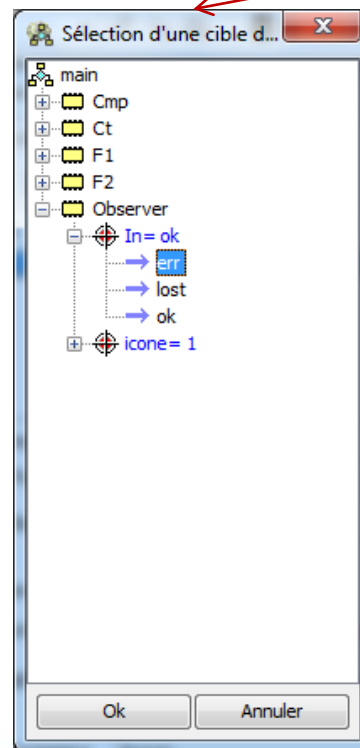 Sélection d'une cible d...
main
Cmp
Ct
F1
F2
Observer
In= ok
err
lost
ok
icone= 1
Ok Annuler